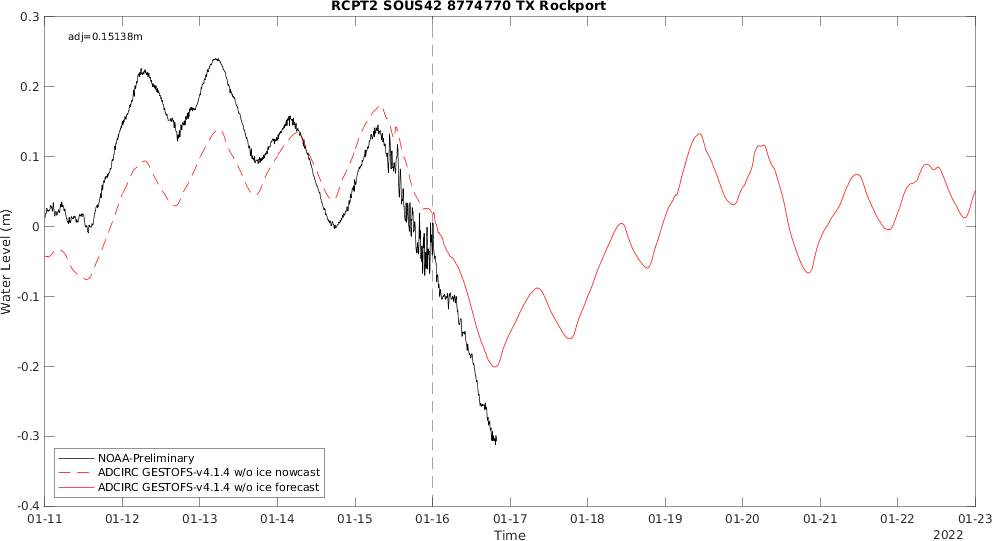 RCPT2 SOUS42 8774770 TX Rockport
adj=0.15138m
0.3
0.2
0.1
0
-0.1
-0.2
-0.3
-0.4
Water Level (m)
NOAA-Preliminary
ADCIRC GESTOFS-v4.1.4 w/o ice nowcast
ADCIRC GESTOFS-v4.1.4 w/o ice forecast
01-11 01-12 01-13 01-14 01-15 01-16 01-17 01-18 01-19 01-20 01-21 01-22 01-23
Time
2022